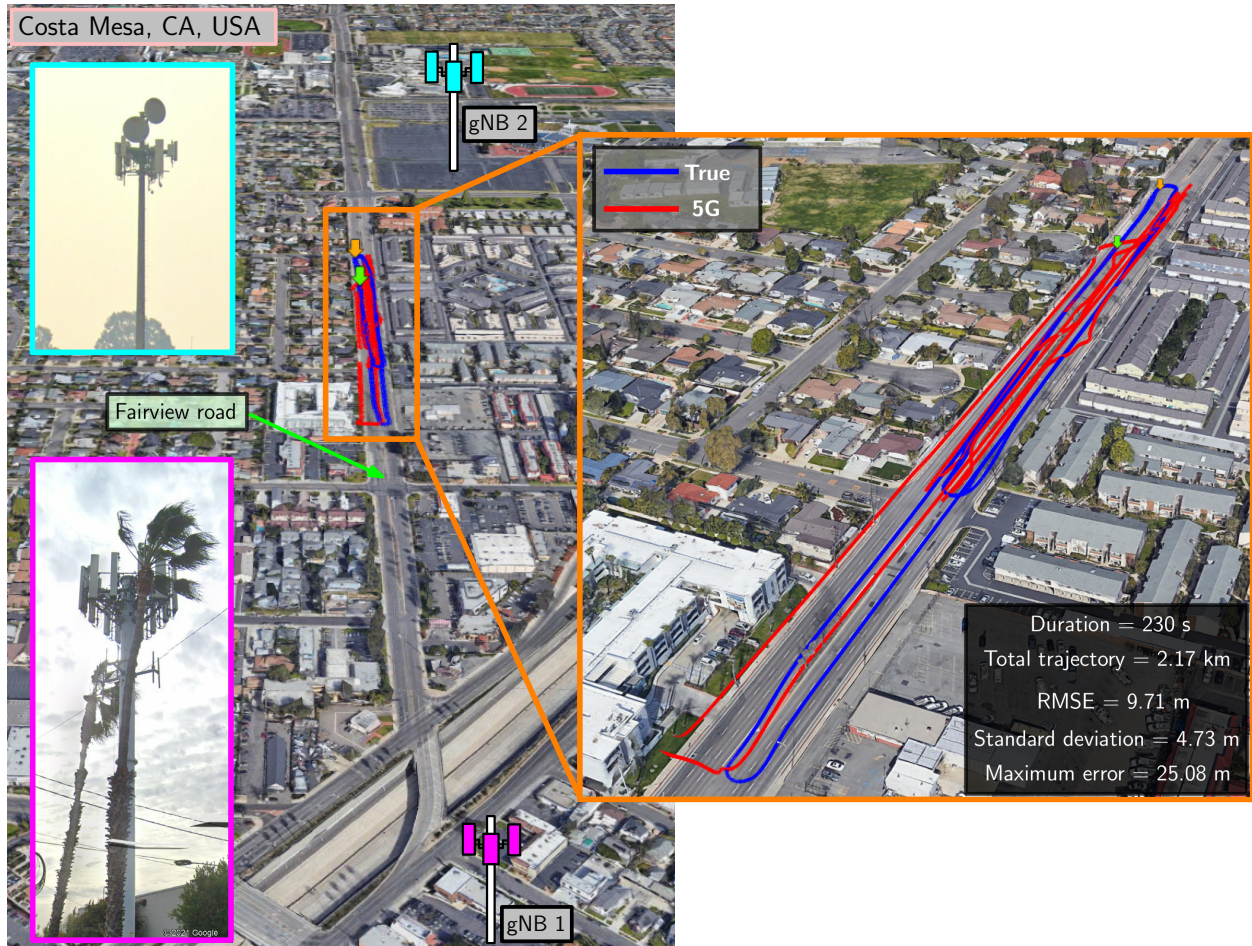 Costa Mesa, CA, USA
gNB 2
True
5G
Fairview road
Duration = 230 s
Total trajectory = 2.17 km
RMSE = 9.71 m
Standard deviation = 4.73 m
Maximum error = 25.08 m
gNB 1
© 2021 Google